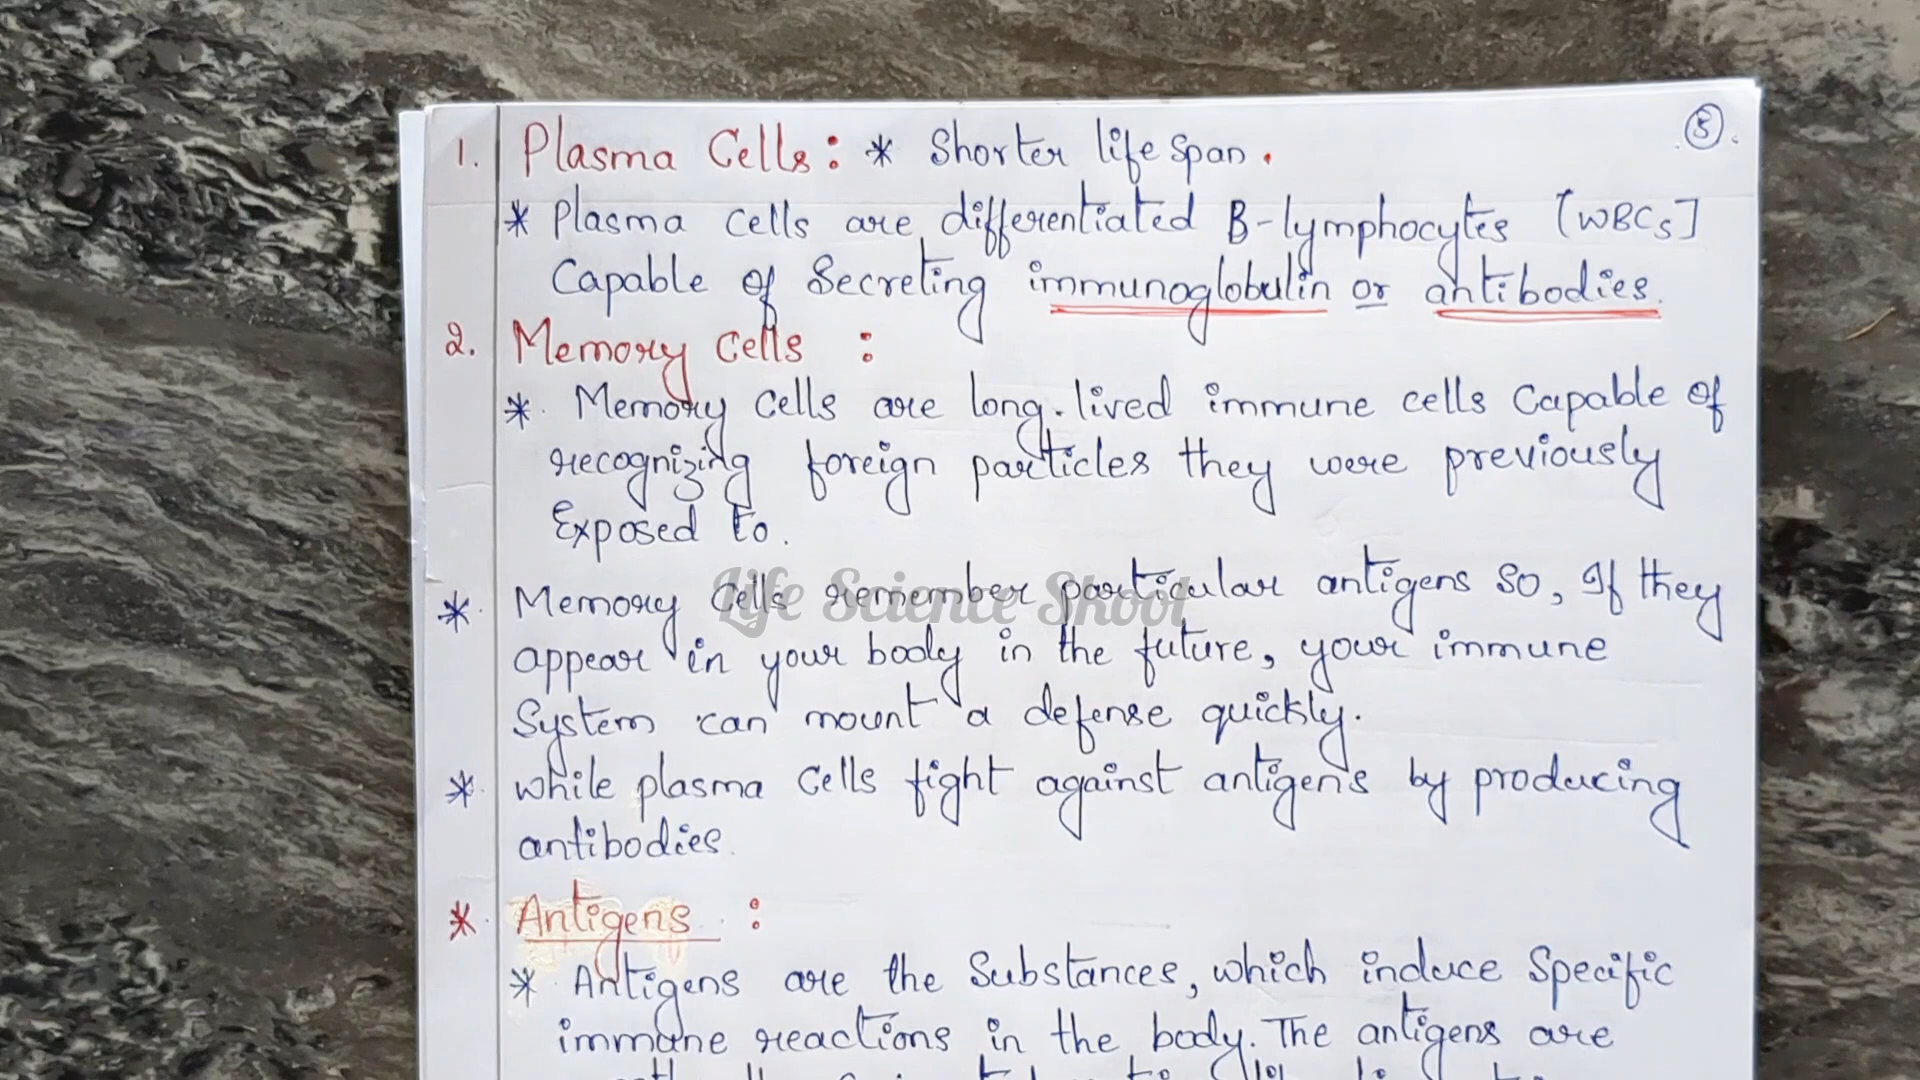 5
1. Plasma Cells: * Shorter life span.
* Plasma cells are differentiated B-lymphocytes [WBCs]
Capable of Secreting immunoglobulin or antibodies.
2. Memory Cells :
* Memory cells are long-lived immune cells Capable of
recognizing foreign particles they were previously
Exposed to.
Life Science Skool
* Memory Cells remember particular antigens so, If they
appear in your body in the future, your immune
System can mount a defense quickly.
* while plasma cells fight against antigens by producing
antibodies.
* Antigens :
* Antigens are the Substances, which induce Specific
immune reactions in the body. The antigens are